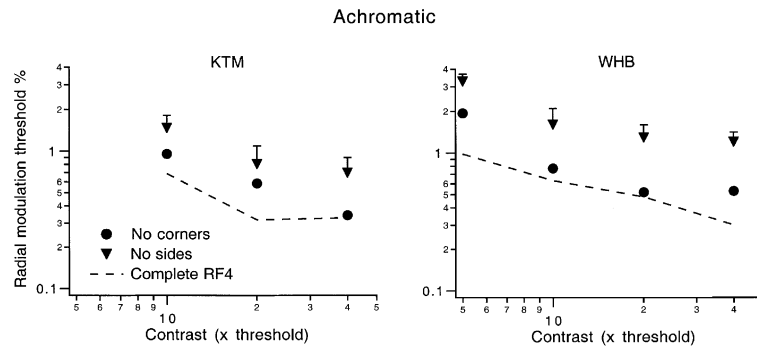 Achromatic
KTM
WHB
Radial modulation threshold %
4
3
2
1
6
5
4
3
2
0.1
No corners
No sides
Complete RF4
5 6 7 8 9 10 2 3 4 5
Contrast (x threshold)
4
3
2
1
6
5
4
3
2
0.1
5 6 7 8 9 10 2 3 4
Contrast (x threshold)